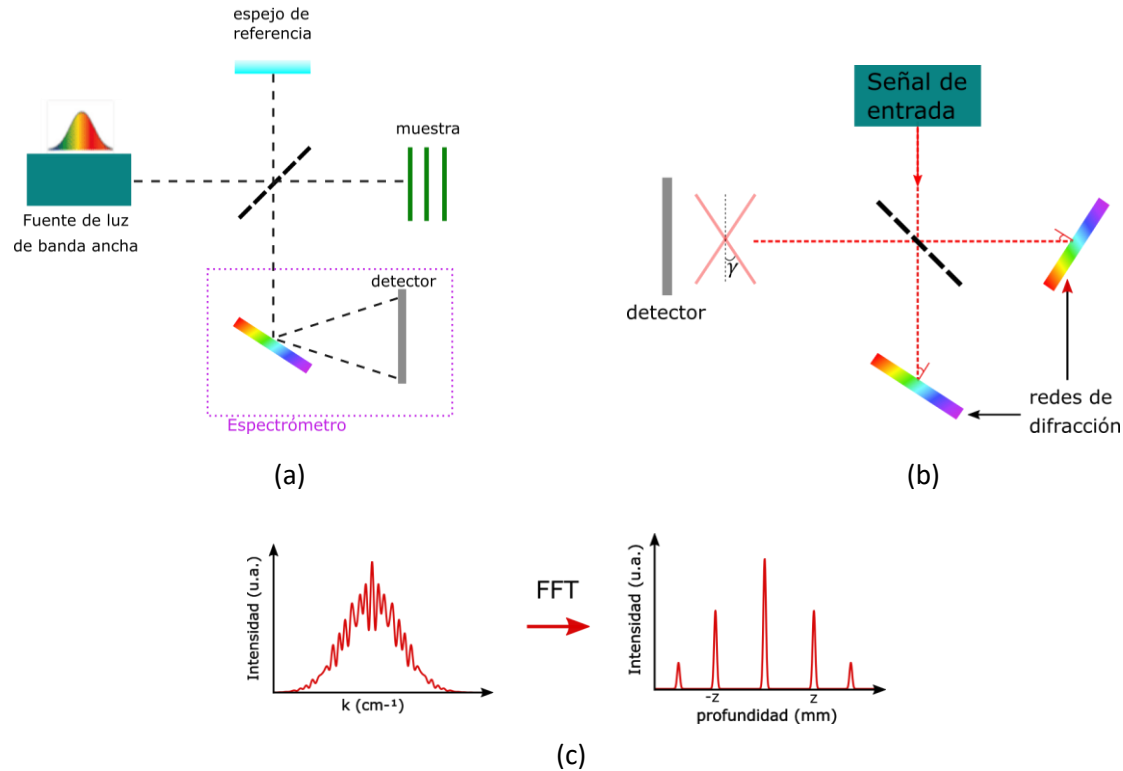 espejo de
referencia
muestra
Fuente de luz
de banda ancha
detector
Espectrómetro
(a)
Señal de
entrada
γ
detector
redes de
difracción
(b)
Intensidad (u.a.)
k (cm⁻¹)
FFT
Intensidad (u.a.)
-z
z
profundidad (mm)
(c)